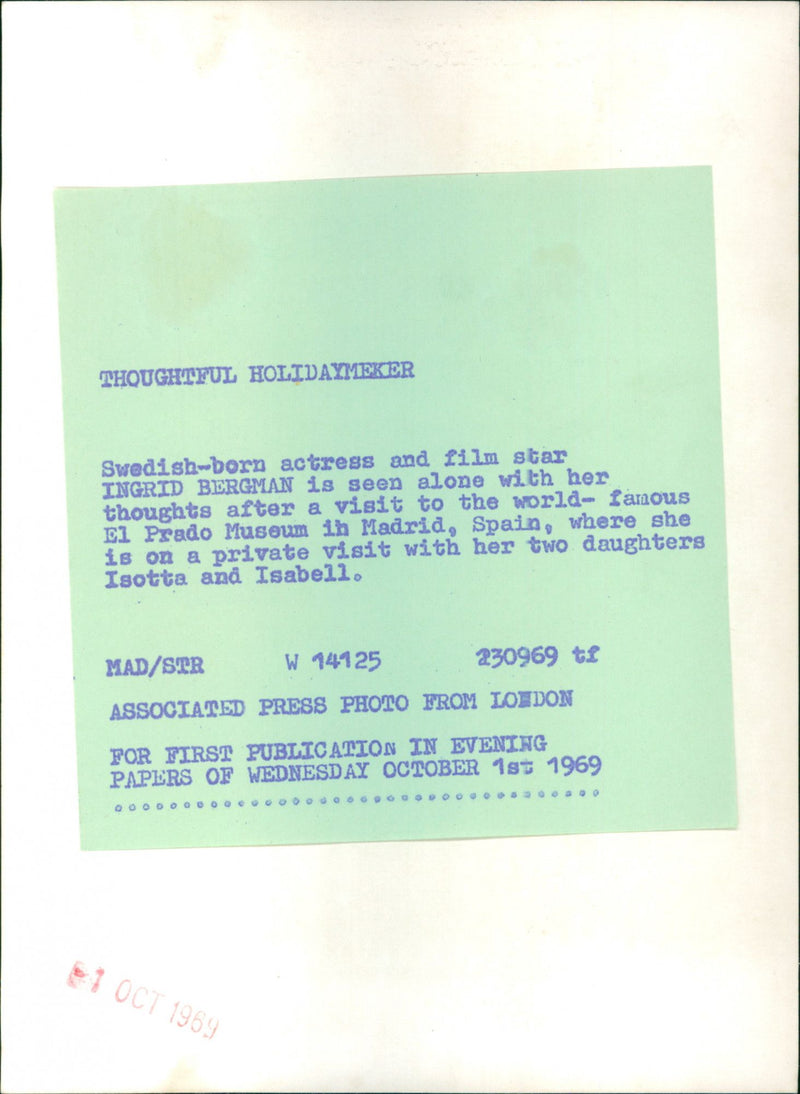 THOUGHTFUL HOLIDAYMEKER
Swedish-born actress and film star
INGRID BERGMAN is seen alone with her
thoughts after a visit to the world- famous
El Prado Museum ih Madrid, Spain, where she
is on a private visit with her two daughters
Isotta and Isabell.
MAD/STR W 14125 230969 tf
ASSOCIATED PRESS PHOTO FROM LONDON
FOR FIRST PUBLICATION IN EVENING
PAPERS OF WEDNESDAY OCTOBER 1st 1969
........................................
-1 OCT 1969